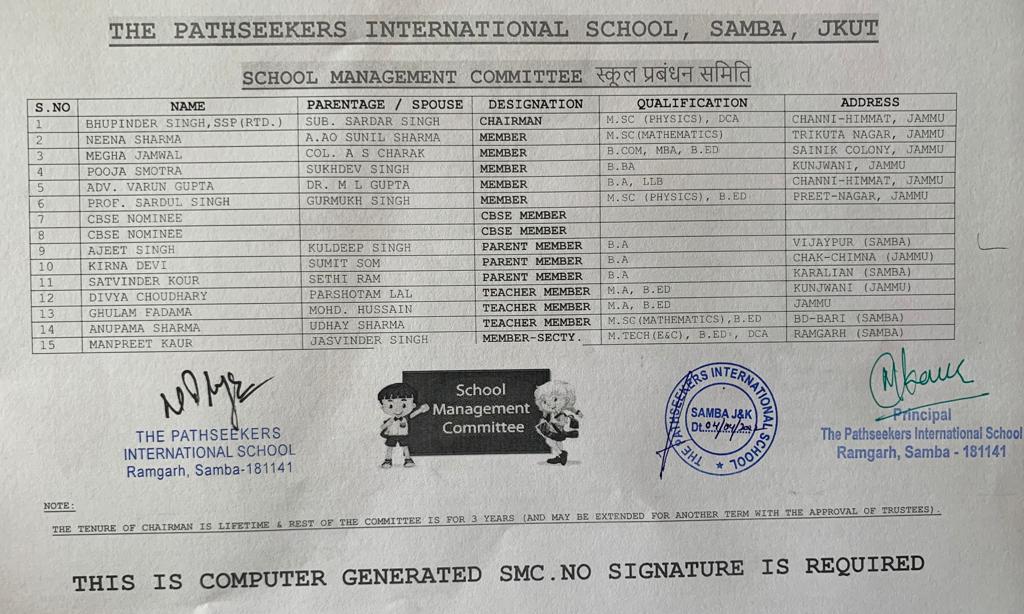 THE PATHSEEKERS INTERNATIONAL SCHOOL, SAMBA, JKUT
SCHOOL MANAGEMENT COMMITTEE स्कूल प्रबंधन समिति
S.NO NAME PARENTAGE / SPOUSE DESIGNATION QUALIFICATION ADDRESS
1 BHUPINDER SINGH,SSP(RTD.) SUB. SARDAR SINGH CHAIRMAN M.SC (PHYSICS), DCA CHANNI-HIMMAT, JAMMU
2 NEENA SHARMA A.AO SUNIL SHARMA MEMBER M.SC(MATHEMATICS) TRIKUTA NAGAR, JAMMU
3 MEGHA JAMWAL COL. A S CHARAK MEMBER B.COM, MBA, B.ED SAINIK COLONY, JAMMU
4 POOJA SMOTRA SUKHDEV SINGH MEMBER B.BA KUNJWANI, JAMMU
5 ADV. VARUN GUPTA DR. M L GUPTA MEMBER B.A, LLB CHANNI-HIMMAT, JAMMU
6 PROF. SARDUL SINGH GURMUKH SINGH MEMBER M.SC (PHYSICS), B.ED PREET-NAGAR, JAMMU
7 CBSE NOMINEE CBSE MEMBER
8 CBSE NOMINEE CBSE MEMBER
9 AJEET SINGH KULDEEP SINGH PARENT MEMBER B.A VIJAYPUR (SAMBA)
10 KIRNA DEVI SUMIT SOM PARENT MEMBER B.A CHAK-CHIMNA (JAMMU)
11 SATVINDER KOUR SETHI RAM PARENT MEMBER B.A KARALIAN (SAMBA)
12 DIVYA CHOUDHARY PARSHOTAM LAL TEACHER MEMBER M.A, B.ED KUNJWANI (JAMMU)
13 GHULAM FADAMA MOHD. HUSSAIN TEACHER MEMBER M.A, B.ED JAMMU
14 ANUPAMA SHARMA UDHAY SHARMA TEACHER MEMBER M.SC(MATHEMATICS),B.ED BD-BARI (SAMBA)
15 MANPREET KAUR JASVINDER SINGH MEMBER-SECTY. M.TECH(E&C), B.ED, DCA RAMGARH (SAMBA)
THE PATHSEEKERS
INTERNATIONAL SCHOOL
Ramgarh, Samba-181141
School
Management
Committee
THE PATHSEEKERS INTERNATIONAL SCHOOL
SAMBA J&K
Dt.
Principal
The Pathseekers International School
Ramgarh, Samba - 181141
NOTE:
THE TENURE OF CHAIRMAN IS LIFETIME & REST OF THE COMMITTEE IS FOR 3 YEARS (AND MAY BE EXTENDED FOR ANOTHER TERM WITH THE APPROVAL OF TRUSTEES).
THIS IS COMPUTER GENERATED SMC.NO SIGNATURE IS REQUIRED